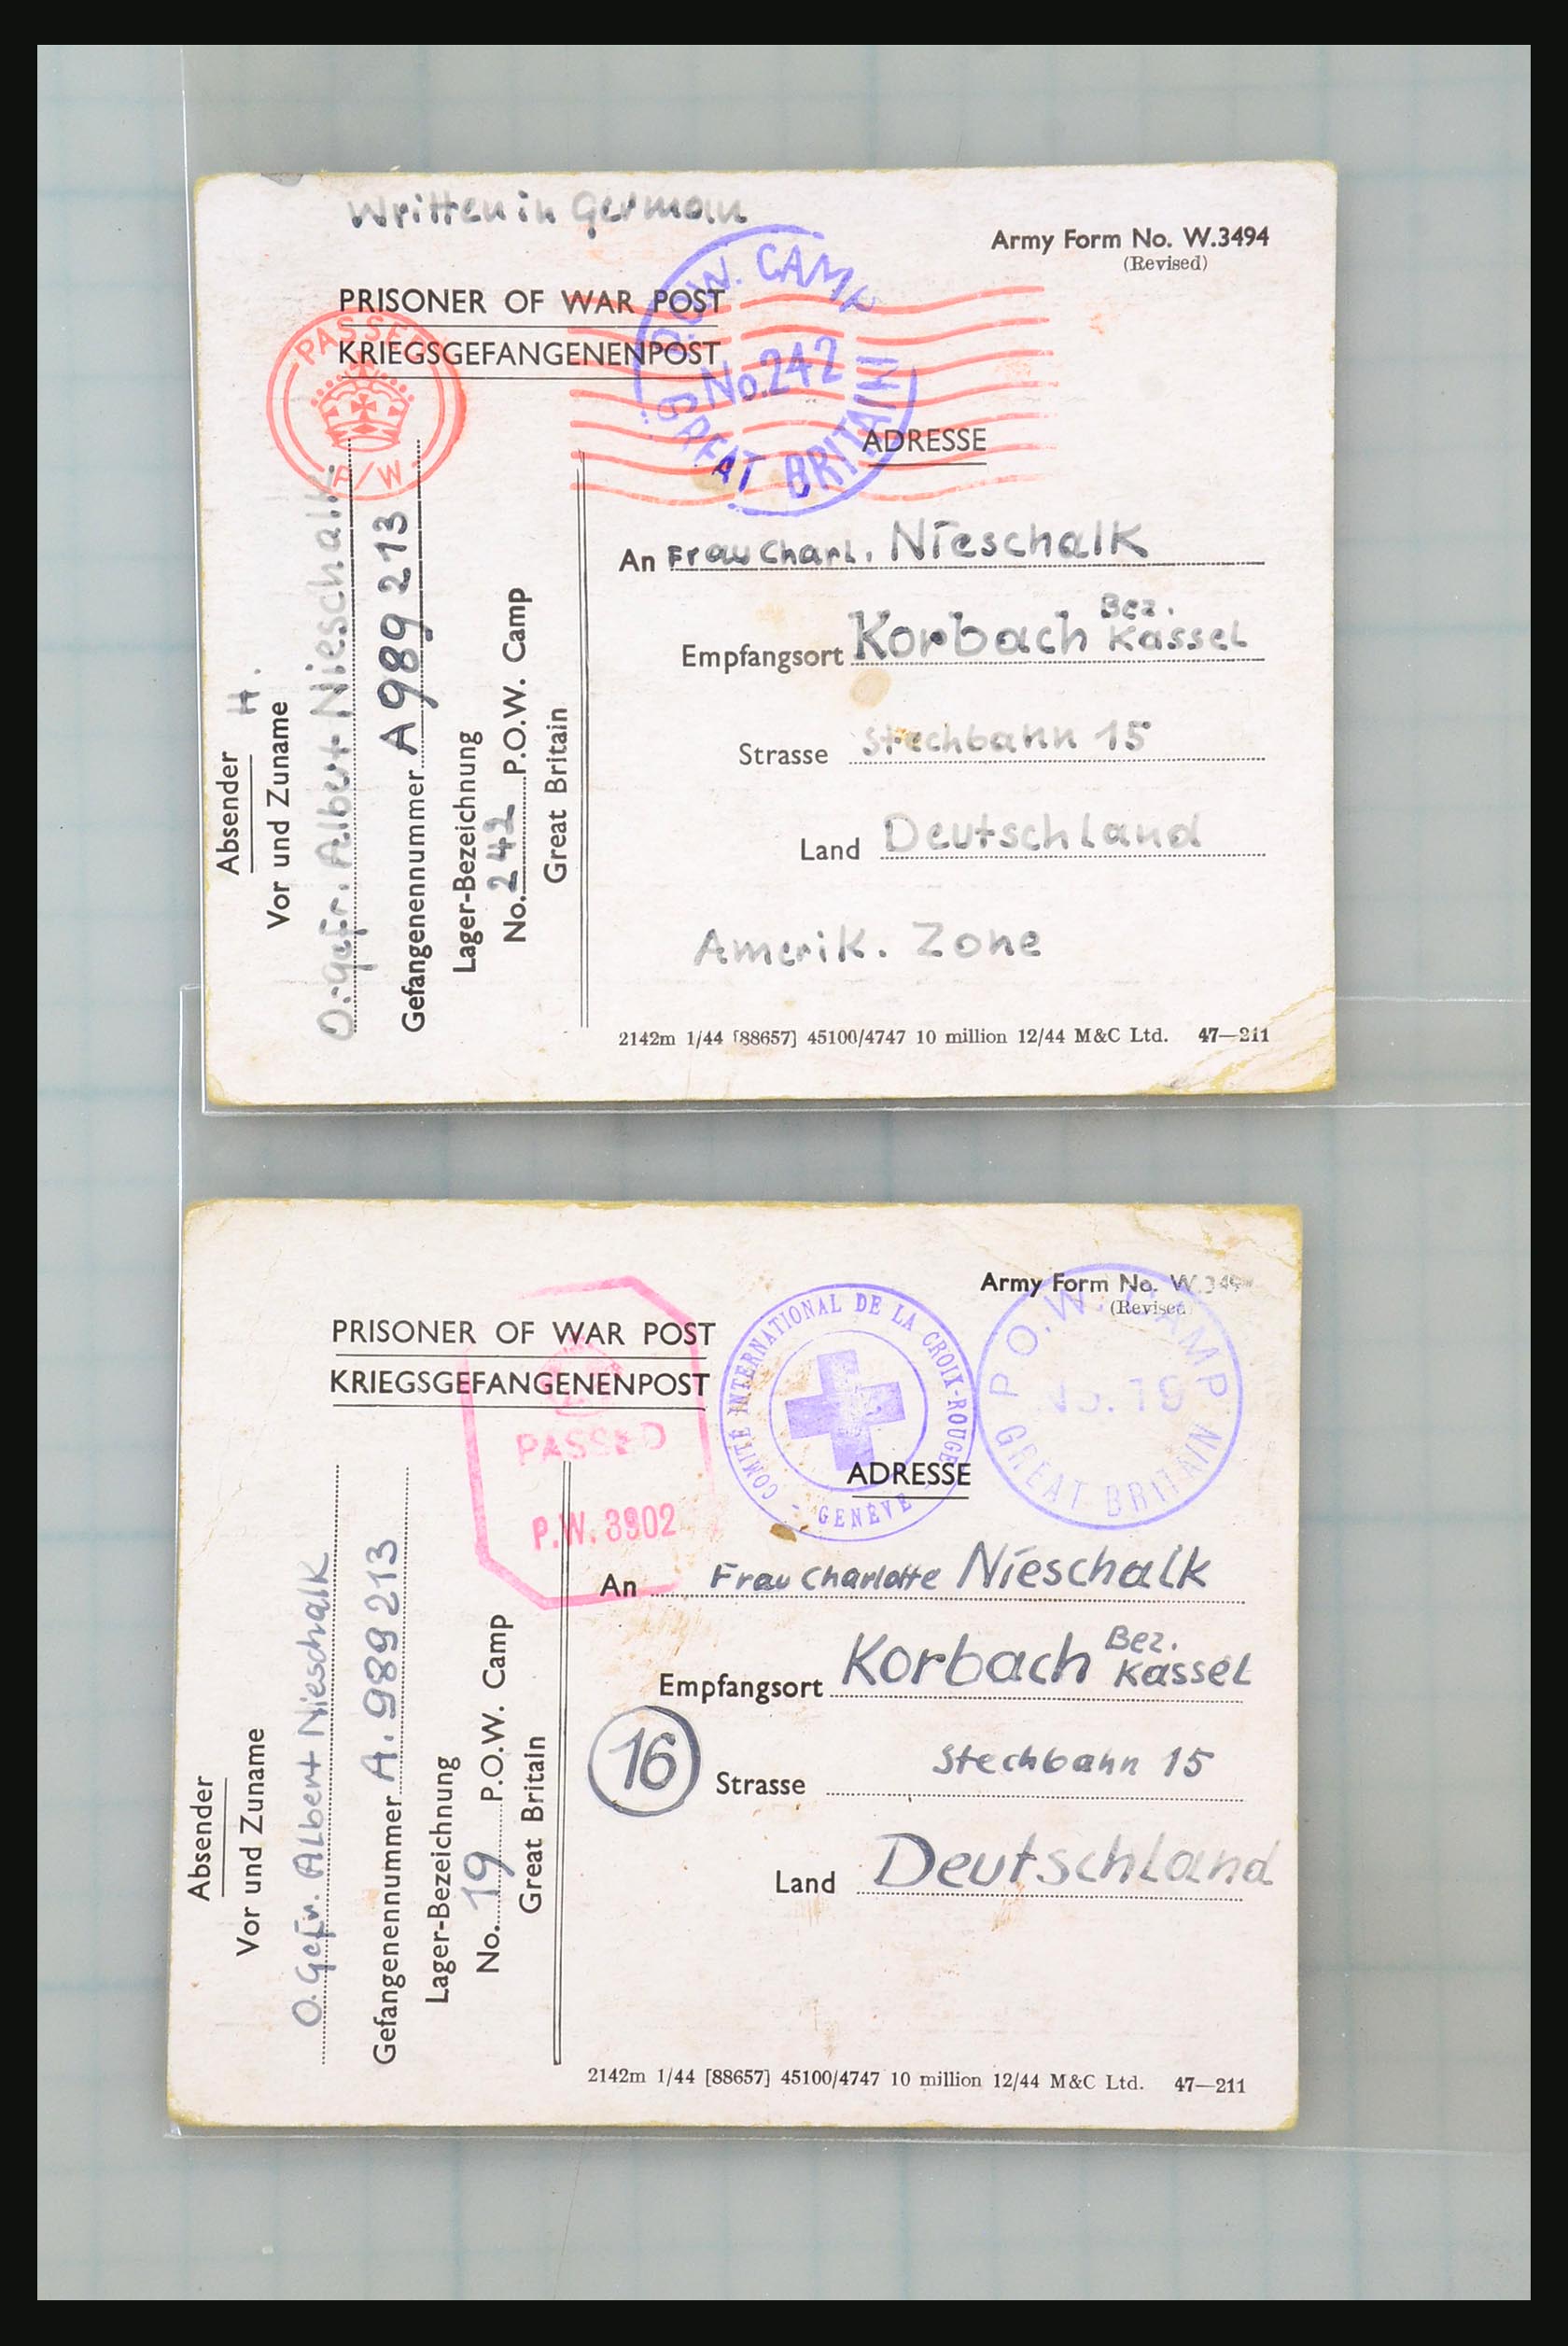 Written in German
Army Form No. W.3494
(Revised)
PRISONER OF WAR POST
KRIEGSGEFANGENENPOST
PASSED
P/W
P.O.W. CAMP
No. 242
GREAT BRITAIN
ADRESSE
An Frau Charl. Nieschalk
Empfangsort Korbach Bez. Kassel
Strasse Stechbahn 15
Land Deutschland
Amerik. Zone
Absender
H.
Vor und Zuname
O.-gefr. Albert Nieschalk
Gefangenennummer A989213
Lager-Bezeichnung
No. 242 P.O.W. Camp
Great Britain
2142m 1/44 [88657] 45100/4747 10 million 12/44 M&C Ltd. 47—211
Army Form No. W.349
(Revised
PRISONER OF WAR POST
KRIEGSGEFANGENENPOST
PASSED
P.W. 3902
COMITÉ INTERNATIONAL DE LA CROIX-ROUGE
- GENÈVE -
P.O.W. CAMP
No. 19
GREAT BRITAIN
ADRESSE
An Frau Charlotte Nieschalk
Empfangsort Korbach Bez. Kassel
16
Strasse Stechbahn 15
Land Deutschland
Absender
Vor und Zuname
O. Gefr. Albert Nieschalk
Gefangenennummer A. 989213
Lager-Bezeichnung
No. 19 P.O.W. Camp
Great Britain
2142m 1/44 [88657] 45100/4747 10 million 12/44 M&C Ltd. 47—211